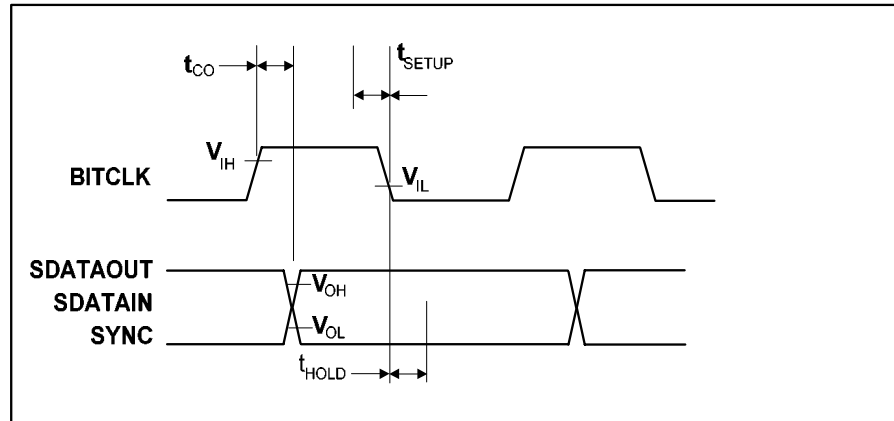 tCO
tSETUP
VIH
BITCLK
VIL
SDATAOUT
VOH
SDATAIN
SYNC
VOL
tHOLD